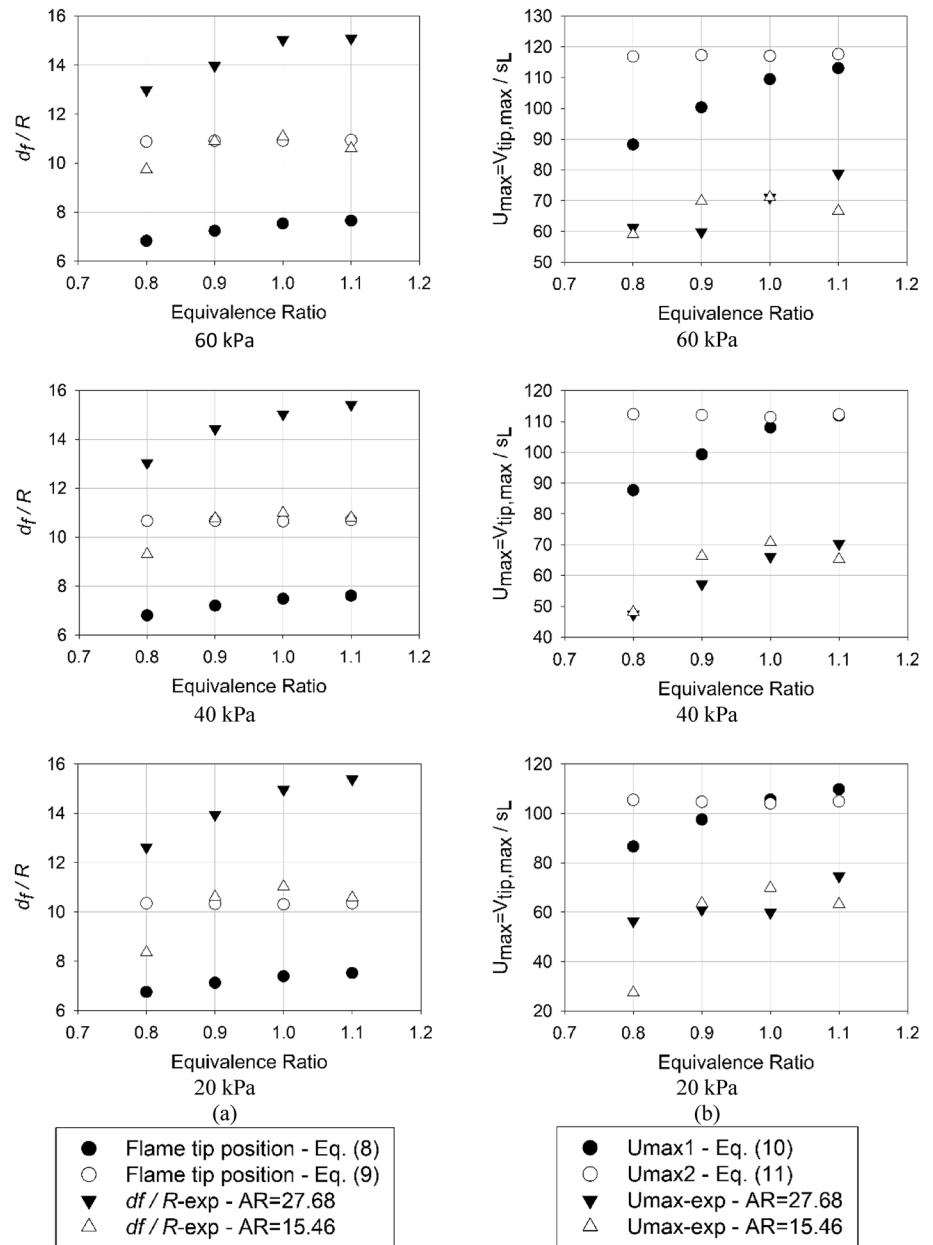 16
14
12
10
8
6
df / R
0.7 0.8 0.9 1.0 1.1 1.2
Equivalence Ratio
60 kPa
16
14
12
10
8
6
df / R
0.7 0.8 0.9 1.0 1.1 1.2
Equivalence Ratio
40 kPa
16
14
12
10
8
6
df / R
0.7 0.8 0.9 1.0 1.1 1.2
Equivalence Ratio
20 kPa
(a)
Flame tip position - Eq. (8)
Flame tip position - Eq. (9)
df / R-exp - AR=27.68
df / R-exp - AR=15.46
130
120
110
100
90
80
70
60
50
Umax=Vtip,max / sL
0.7 0.8 0.9 1.0 1.1 1.2
Equivalence Ratio
60 kPa
120
110
100
90
80
70
60
50
40
Umax=Vtip,max / sL
0.7 0.8 0.9 1.0 1.1 1.2
Equivalence Ratio
40 kPa
120
100
80
60
40
20
Umax=Vtip,max / sL
0.7 0.8 0.9 1.0 1.1 1.2
Equivalence Ratio
20 kPa
(b)
Umax1 - Eq. (10)
Umax2 - Eq. (11)
Umax-exp - AR=27.68
Umax-exp - AR=15.46